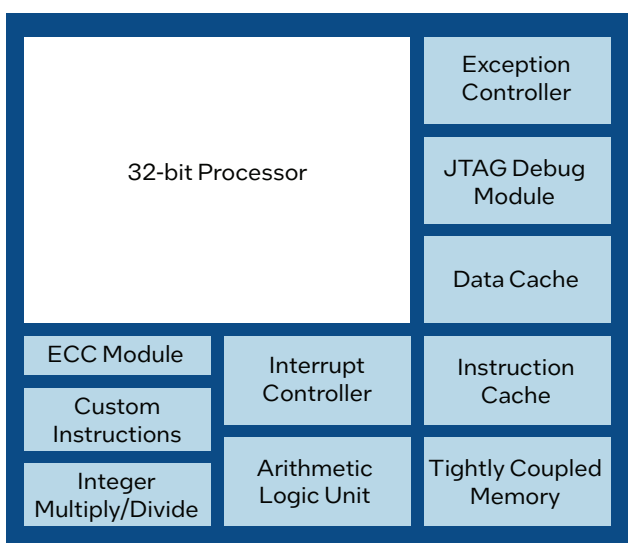 32-bit Processor
Exception
Controller
JTAG Debug
Module
Data Cache
ECC Module
Custom
Instructions
Integer
Multiply/Divide
Interrupt
Controller
Arithmetic
Logic Unit
Instruction
Cache
Tightly Coupled
Memory